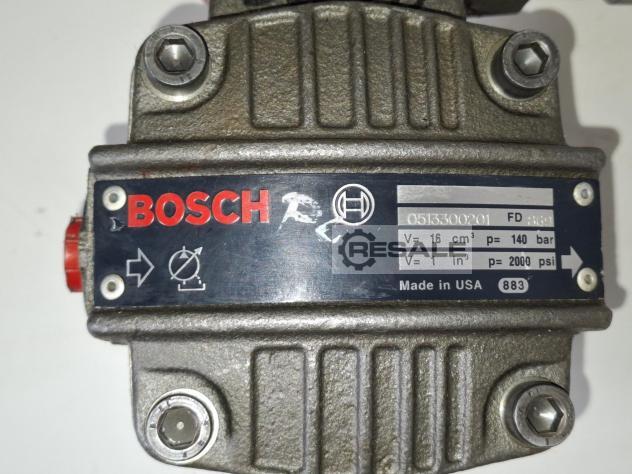 BOSCH
0513300201 FD
V= 16 cm³ p= 140 bar
V= 1 in³ p= 2000 psi
Made in USA 883
RESALE